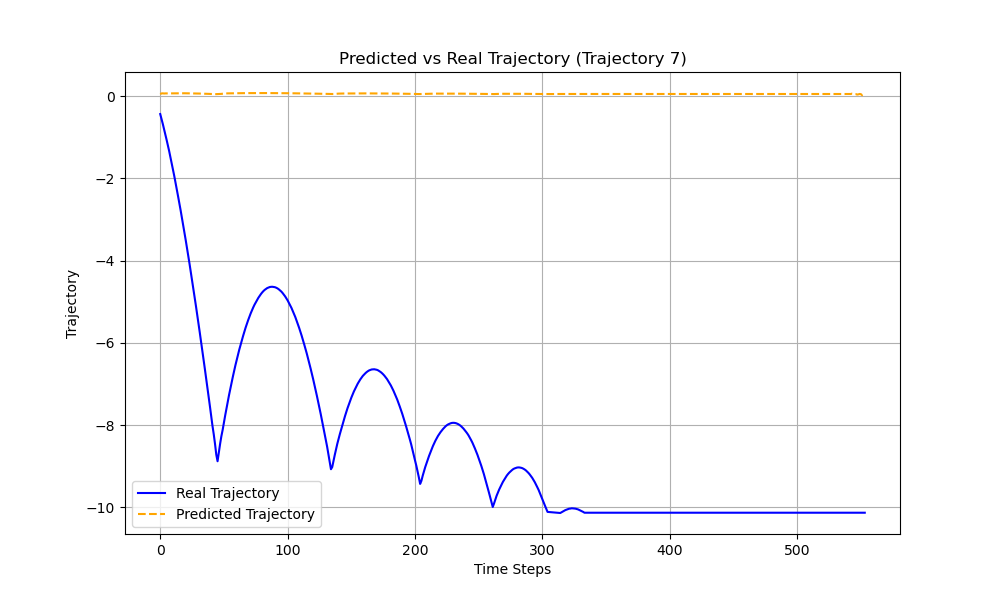 Predicted vs Real Trajectory (Trajectory 7)
Trajectory
0
−2
−4
−6
−8
−10
Real Trajectory
Predicted Trajectory
0 100 200 300 400 500
Time Steps